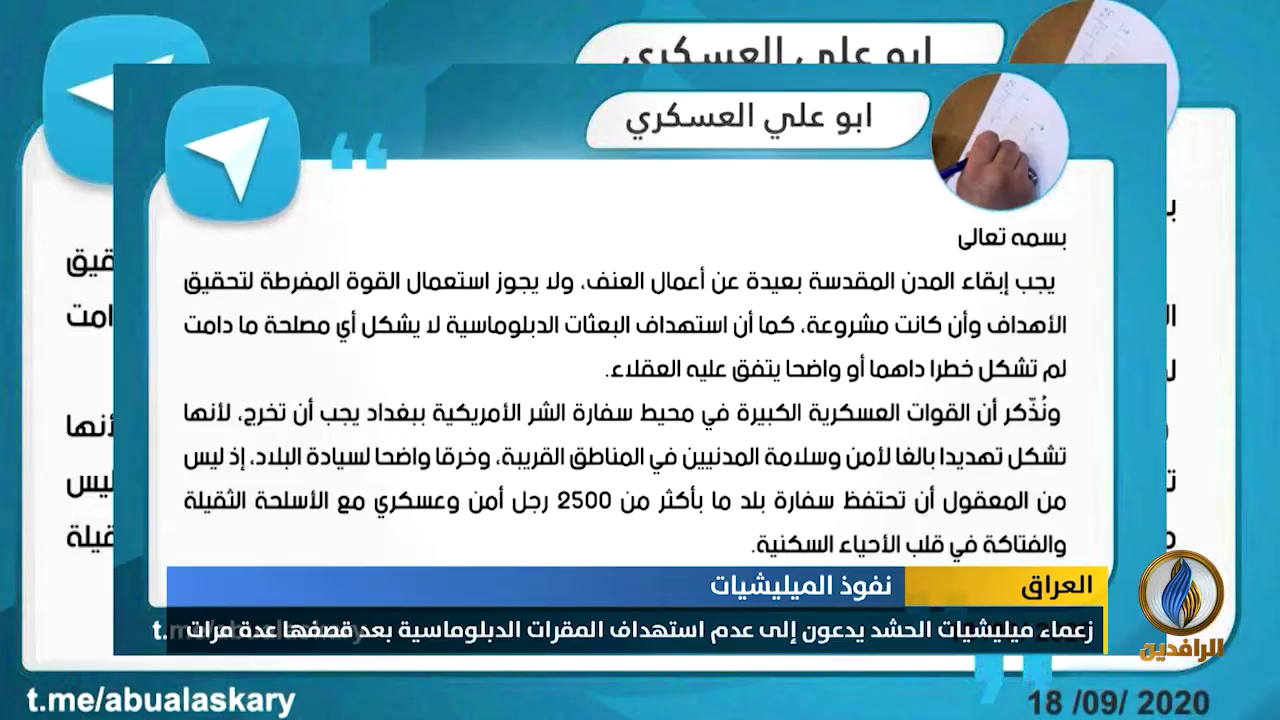 ابو علي العسكري
ابو علي العسكري
بسمه تعالى
يجب إبقاء المدن المقدسة بعيدة عن أعمال العنف، ولا يجوز استعمال القوة المفرطة لتحقيق
الأهداف وأن كانت مشروعة، كما أن استهداف البعثات الدبلوماسية لا يشكل أي مصلحة ما دامت
لم تشكل خطرا داهما أو واضحا يتفق عليه العقلاء.
ونُذّكر أن القوات العسكرية الكبيرة في محيط سفارة الشر الأمريكية ببغداد يجب أن تخرج، لأنها
تشكل تهديدا بالغا لأمن وسلامة المدنيين في المناطق القريبة، وخرقا واضحا لسيادة البلاد، إذ ليس
من المعقول أن تحتفظ سفارة بلد ما بأكثر من 2500 رجل أمن وعسكري مع الأسلحة الثقيلة
والفتاكة في قلب الأحياء السكنية.
العراق
نفوذ الميليشيات
زعماء ميليشيات الحشد يدعون إلى عدم استهداف المقرات الدبلوماسية بعد قصفها عدة مرات
الرافدين
t.me/abualaskary
18 /09/ 2020